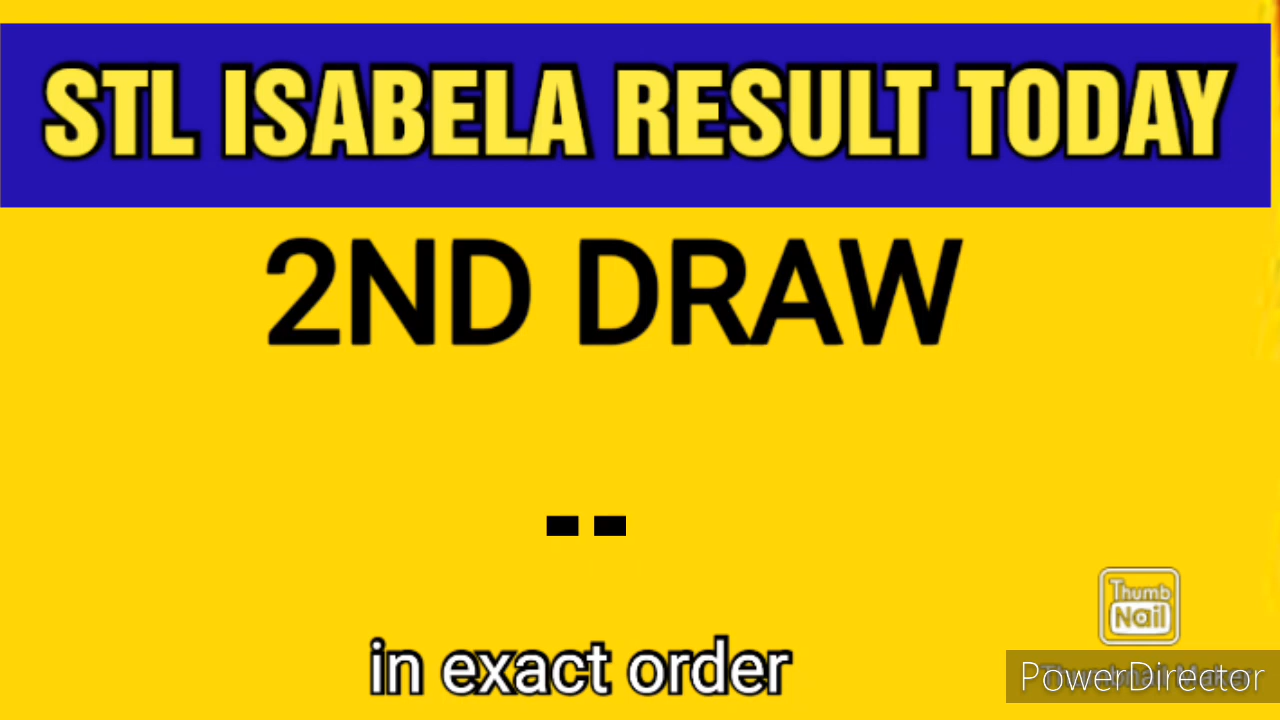 STL ISABELA RESULT TODAY
2ND DRAW
--
in exact order
Thumb
Nail
PowerDirector